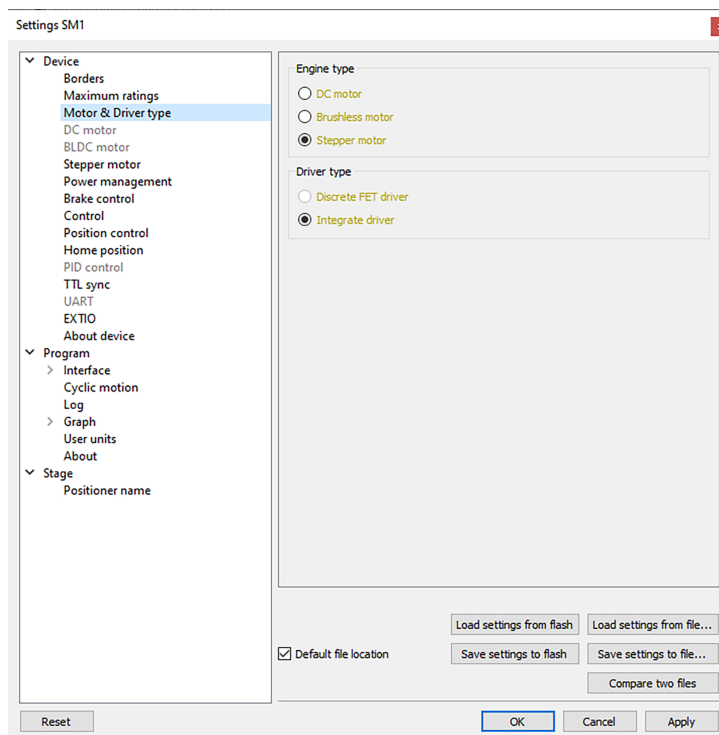 Settings SM1
Device
Borders
Maximum ratings
Motor & Driver type
DC motor
BLDC motor
Stepper motor
Power management
Brake control
Control
Position control
Home position
PID control
TTL sync
UART
EXTIO
About device
Program
Interface
Cyclic motion
Log
Graph
User units
About
Stage
Positioner name
Engine type
DC motor
Brushless motor
Stepper motor
Driver type
Discrete FET driver
Integrate driver
Load settings from flash Load settings from file...
Default file location Save settings to flash Save settings to file...
Compare two files
Reset OK Cancel Apply